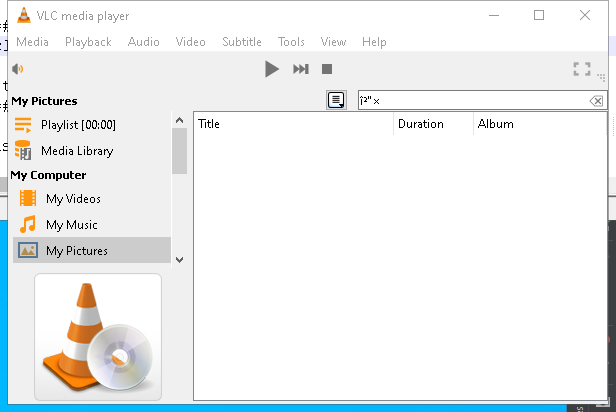 VLC media player
Media Playback Audio Video Subtitle Tools View Help
My Pictures
Playlist [00:00]
Media Library
My Computer
My Videos
My Music
My Pictures
î²"×
Title Duration Album